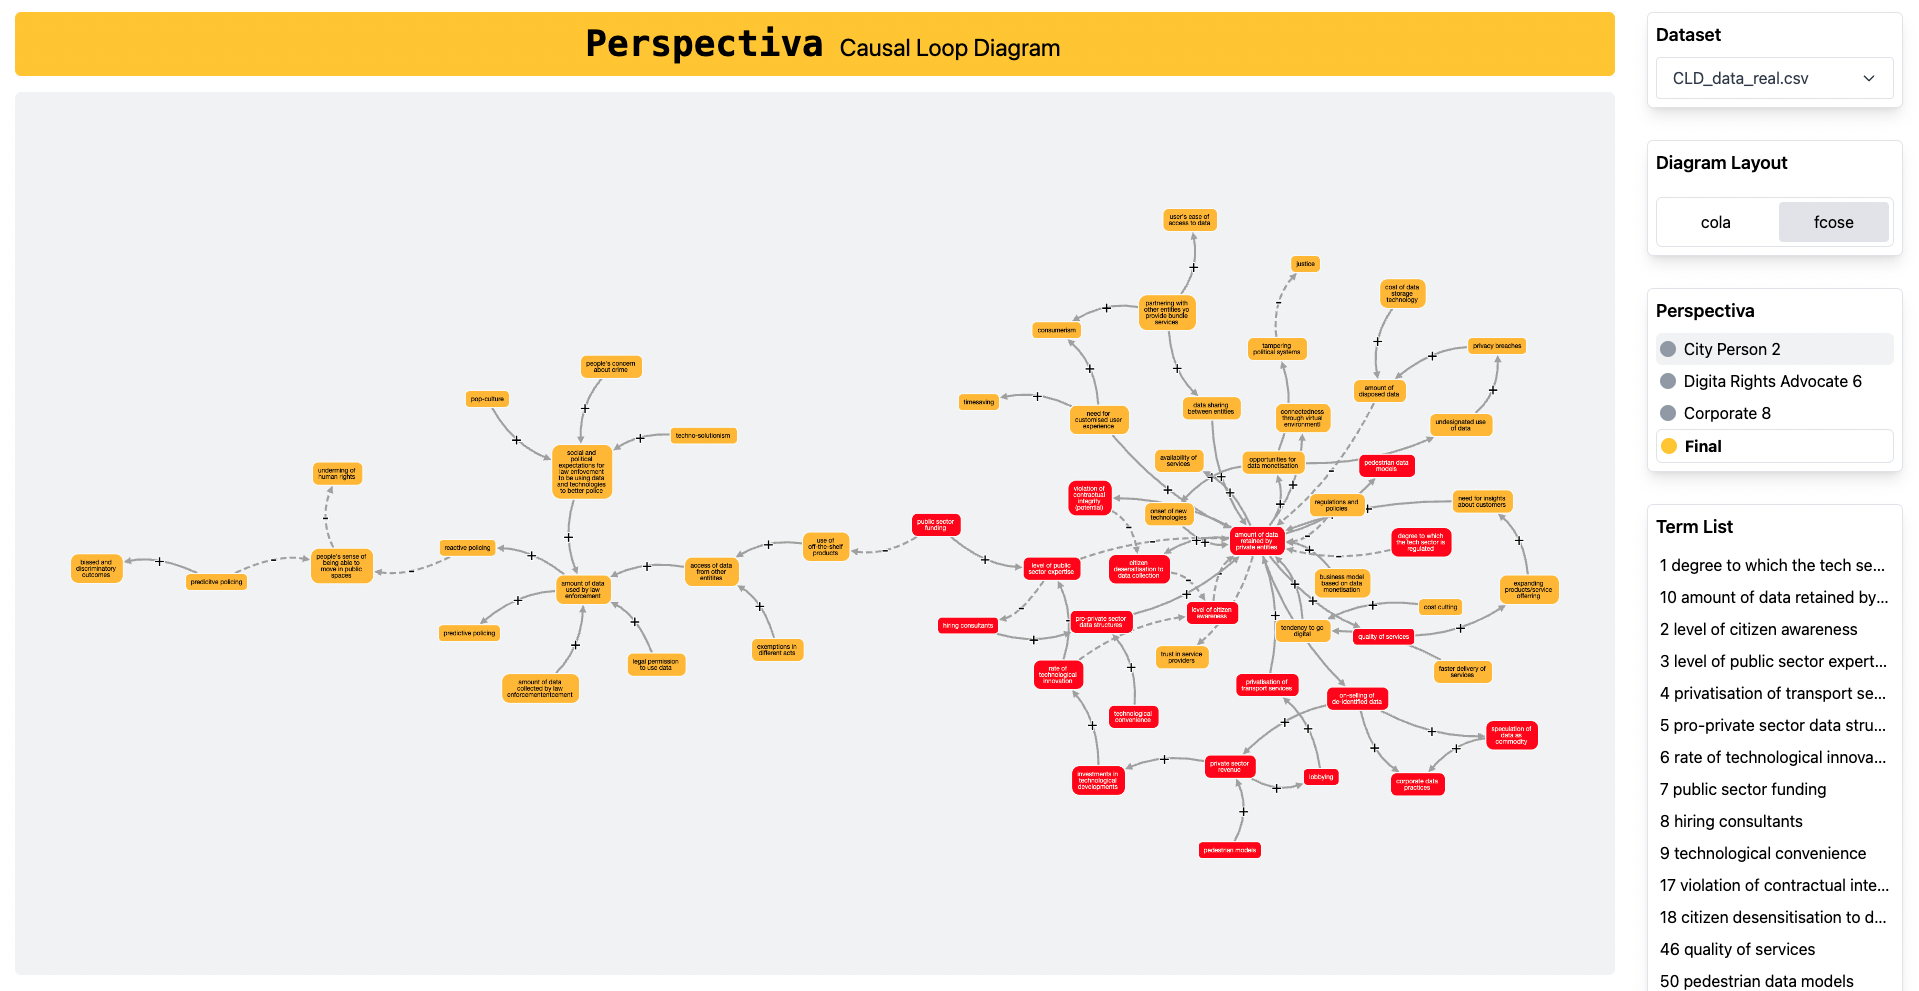 Perspectiva Causal Loop Diagram
user's ease of
access to data
justice
cost of data
storage
technology
partnering with
other entities yo
provide bundle
services
consumerism
tampering
political systems
privacy breaches
people's concern
about crime
amount of
disposed data
pop-culture
timesaving
data sharing
between entities
need for
customised user
experience
connectedness
through virtual
environmentl
undesignated use
of data
techno-solutionism
social and
political
expectations for
law enfovement
to be using data
and technologies
to better police
availability of
services
opportunities for
data monetisation
pedestrian data
models
underming of
human rights
violation of
contractual
integrity
(potential)
onset of new
technologies
regulations and
policies
need for insights
about customers
public sector
funding
amount of data
retained by
private entities
degree to which
the tech sector is
regulated
reactive policing
use of
off-the-shelf
products
biased and
discriminatory
outcomes
people's sense of
being able to
move in public
spaces
predicitve policing
access of data
from other
entitites
level of public
sector expertise
citizen
desensitisation to
data collection
business model
based on data
monetisation
expanding
products/service
offerring
amount of data
used by law
enforcement
cost cutting
level of citizen
awareness
hiring consultants
pro-private sector
data structures
tendency to go
digital
quality of services
predictive policing
exemptions in
different acts
legal permission
to use data
trust in service
providers
faster delivery of
services
rate of
technological
innovation
amount of data
collected by law
enforcemententcement
privatisation of
transport services
on-selling of
de-identified data
technological
convenience
speculation of
data as
commodity
investments in
technological
developments
private sector
revenue
lobbying
corporate data
practices
pedestrian models
Dataset
CLD_data_real.csv
Diagram Layout
cola fcose
Perspectiva
City Person 2
Digita Rights Advocate 6
Corporate 8
Final
Term List
1 degree to which the tech se...
10 amount of data retained by...
2 level of citizen awareness
3 level of public sector expert...
4 privatisation of transport se...
5 pro-private sector data stru...
6 rate of technological innova...
7 public sector funding
8 hiring consultants
9 technological convenience
17 violation of contractual inte...
18 citizen desensitisation to d...
46 quality of services
50 pedestrian data models